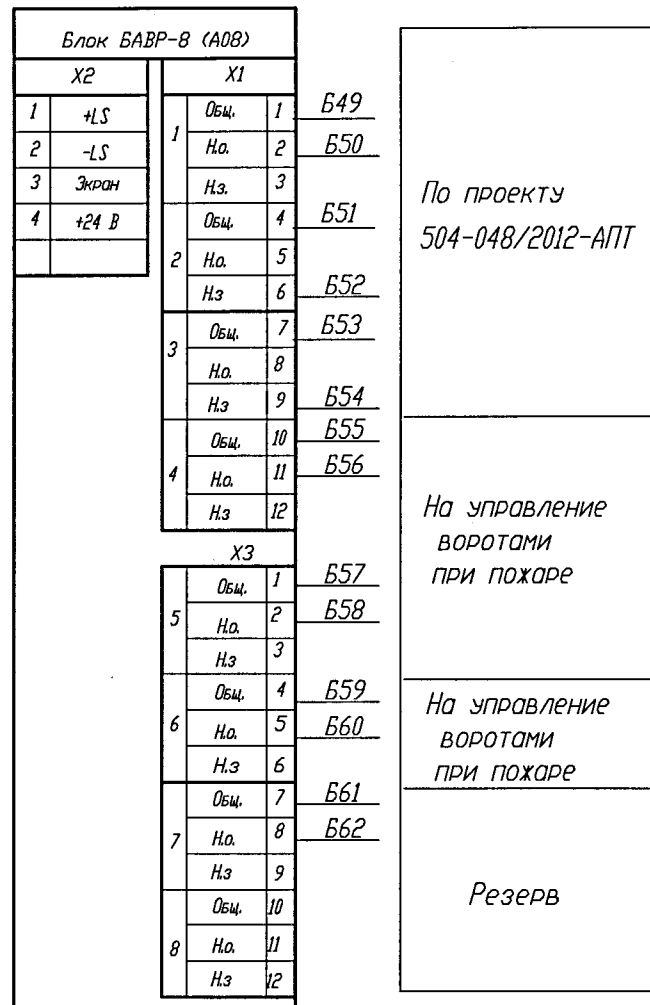 Блок БАВР-8 (А08)
X2
1 +LS
2 -LS
3 Экран
4 +24 В
X1
1
Общ. 1 Б49
Н.о. 2 Б50
Н.з. 3
2
Общ. 4 Б51
Н.о. 5
Н.з 6 Б52
3
Общ. 7 Б53
Н.о. 8
Н.з 9 Б54
4
Общ. 10 Б55
Н.о. 11 Б56
Н.з 12
X3
5
Общ. 1 Б57
Н.о. 2 Б58
Н.з 3
6
Общ. 4 Б59
Н.о. 5 Б60
Н.з 6
7
Общ. 7 Б61
Н.о. 8 Б62
Н.з 9
8
Общ. 10
Н.о. 11
Н.з 12
По проекту
504-048/2012-АПТ
На управление
воротами
при пожаре
На управление
воротами
при пожаре
Резерв